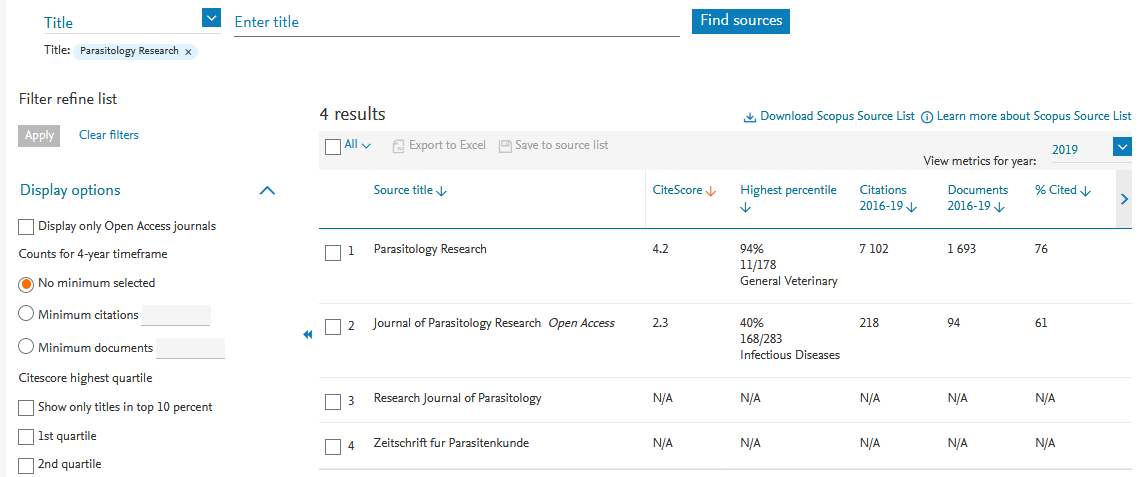 Title
Enter title
Find sources
Title: Parasitology Research ×
Filter refine list
Apply
Clear filters
Display options
Display only Open Access journals
Counts for 4-year timeframe
No minimum selected
Minimum citations
Minimum documents
Citescore highest quartile
Show only titles in top 10 percent
1st quartile
2nd quartile
4 results
Download Scopus Source List
Learn more about Scopus Source List
All
Export to Excel
Save to source list
View metrics for year:
2019
Source title
CiteScore
Highest percentile
Citations
2016-19
Documents
2016-19
% Cited
1 Parasitology Research 4.2 94% 7 102 1 693 76
11/178
General Veterinary
2 Journal of Parasitology Research Open Access 2.3 40% 218 94 61
168/283
Infectious Diseases
3 Research Journal of Parasitology N/A N/A N/A N/A N/A
4 Zeitschrift fur Parasitenkunde N/A N/A N/A N/A N/A